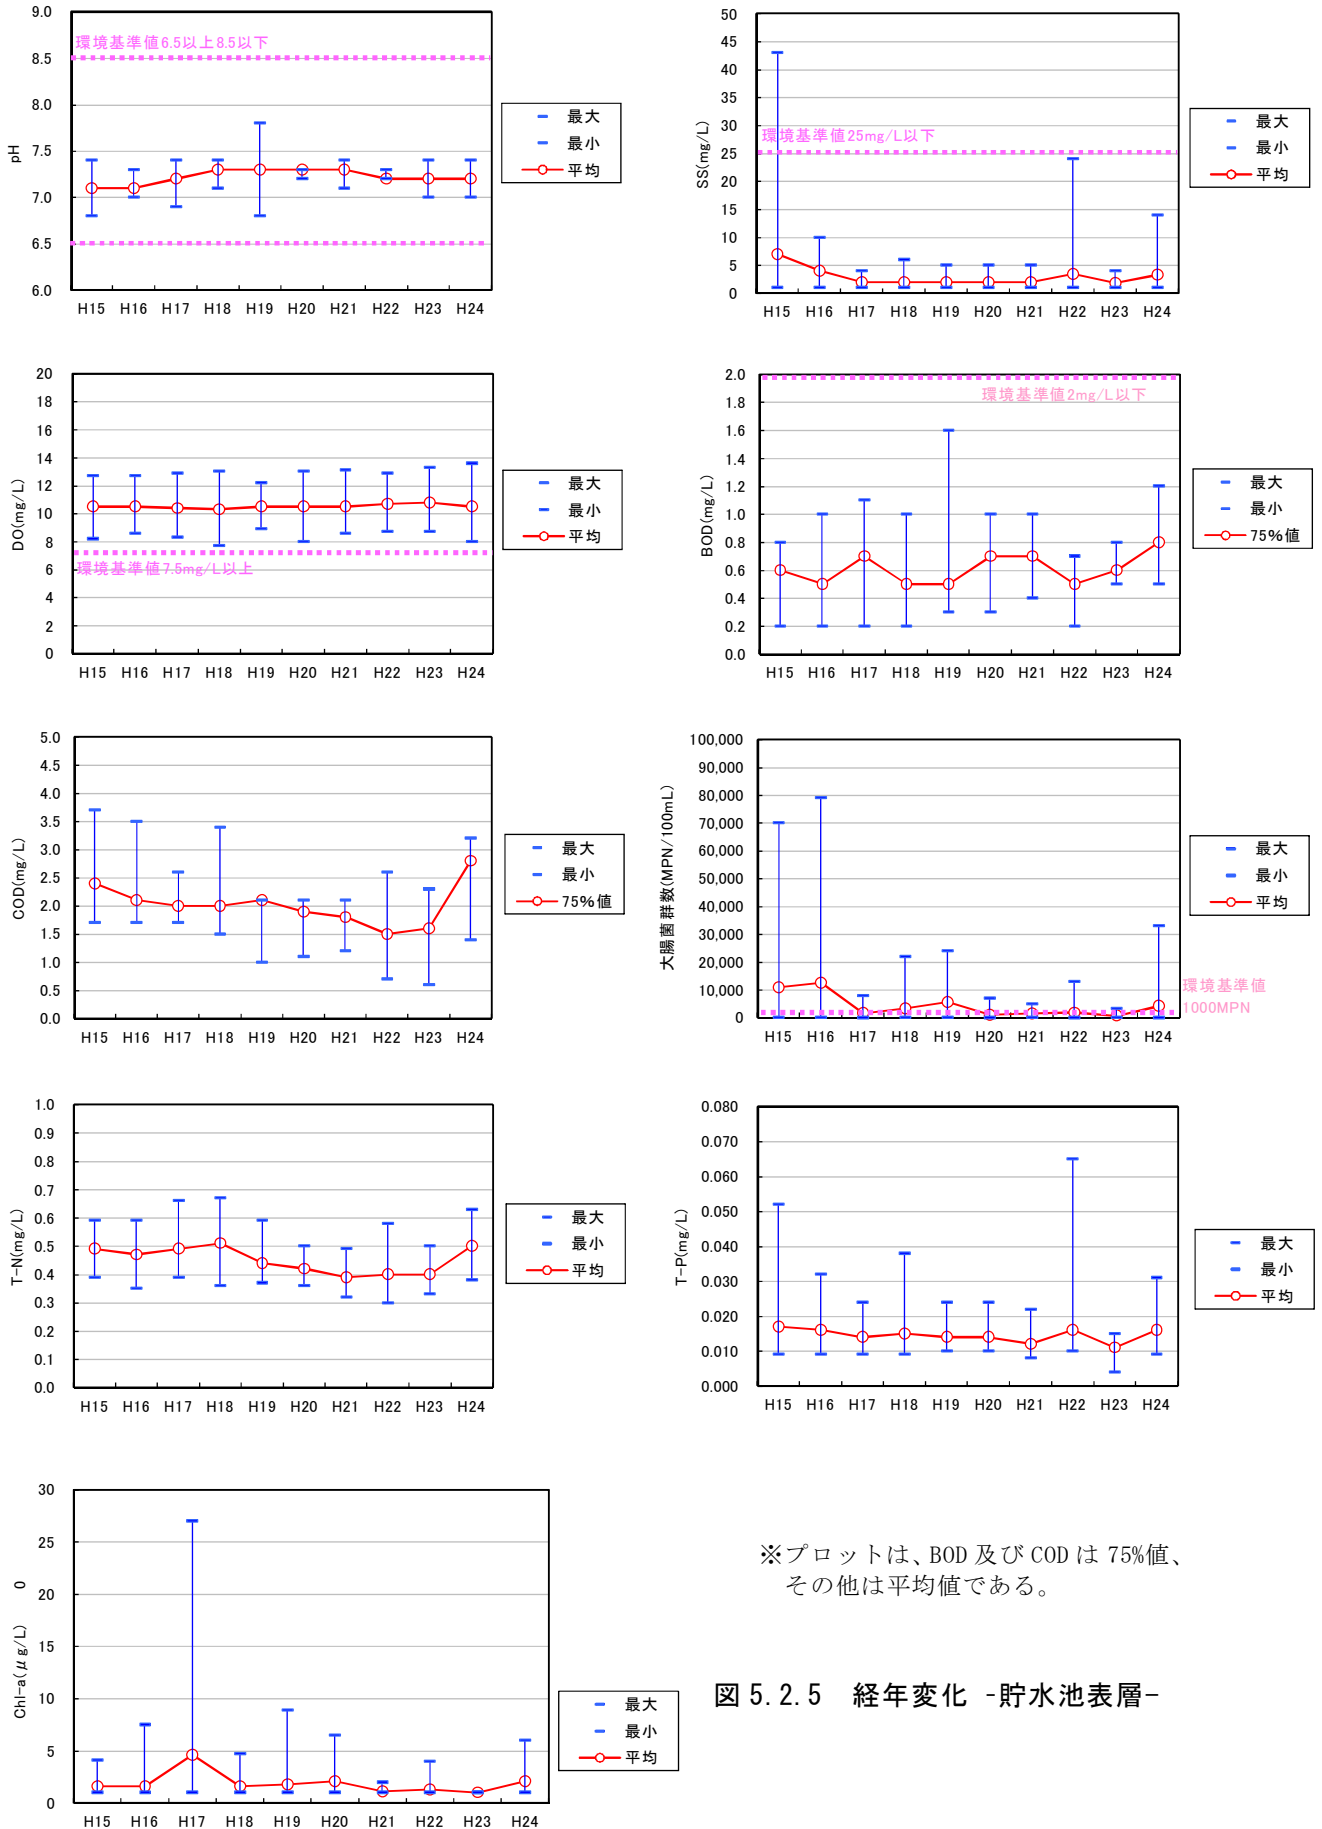 9.0
8.5
8.0
7.5
7.0
6.5
6.0
pH
環境基準値6.5以上8.5以下
H15 H16 H17 H18 H19 H20 H21 H22 H23 H24
最大
最小
平均
50
45
40
35
30
25
20
15
10
5
0
SS(mg/L)
環境基準値25mg/L以下
H15 H16 H17 H18 H19 H20 H21 H22 H23 H24
最大
最小
平均
20
18
16
14
12
10
8
6
4
2
0
DO(mg/L)
環境基準値7.5mg/L以上
H15 H16 H17 H18 H19 H20 H21 H22 H23 H24
最大
最小
平均
2.0
1.8
1.6
1.4
1.2
1.0
0.8
0.6
0.4
0.2
0.0
BOD(mg/L)
環境基準値2mg/L以下
H15 H16 H17 H18 H19 H20 H21 H22 H23 H24
最大
最小
75%値
5.0
4.5
4.0
3.5
3.0
2.5
2.0
1.5
1.0
0.5
0.0
COD(mg/L)
H15 H16 H17 H18 H19 H20 H21 H22 H23 H24
最大
最小
75%値
100,000
90,000
80,000
70,000
60,000
50,000
40,000
30,000
20,000
10,000
0
大腸菌群数(MPN/100mL)
環境基準値
1000MPN
H15 H16 H17 H18 H19 H20 H21 H22 H23 H24
最大
最小
平均
1.0
0.9
0.8
0.7
0.6
0.5
0.4
0.3
0.2
0.1
0.0
T-N(mg/L)
H15 H16 H17 H18 H19 H20 H21 H22 H23 H24
最大
最小
平均
0.080
0.070
0.060
0.050
0.040
0.030
0.020
0.010
0.000
T-P(mg/L)
H15 H16 H17 H18 H19 H20 H21 H22 H23 H24
最大
最小
平均
30
25
20
15
10
5
0
Chl-a(μg/L) 0
H15 H16 H17 H18 H19 H20 H21 H22 H23 H24
最大
最小
平均
※プロットは、BOD 及び COD は 75%値、
その他は平均値である。
図 5.2.5 経年変化 -貯水池表層-